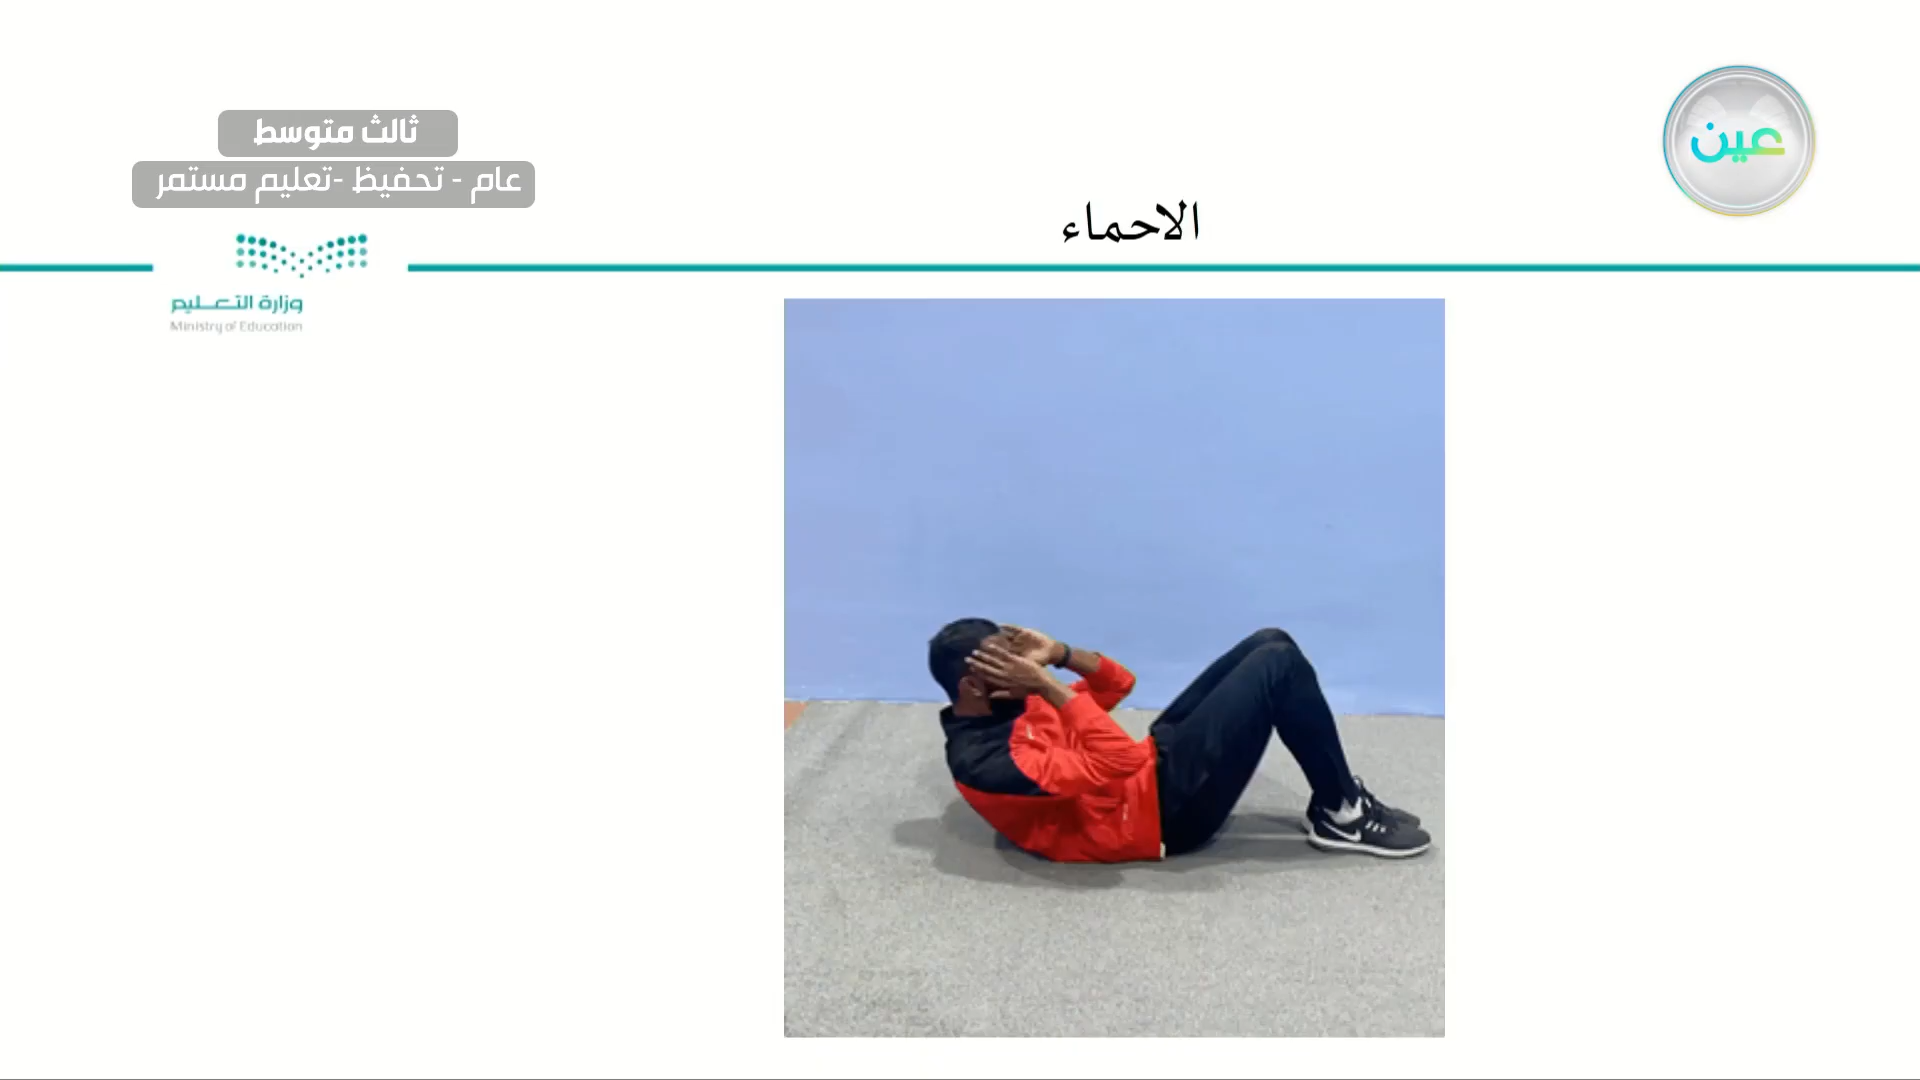 ثالث متوسط
عام - تحفيظ -تعليم مستمر
عين
الاحماء
وزارة التعليم
Ministry of Education